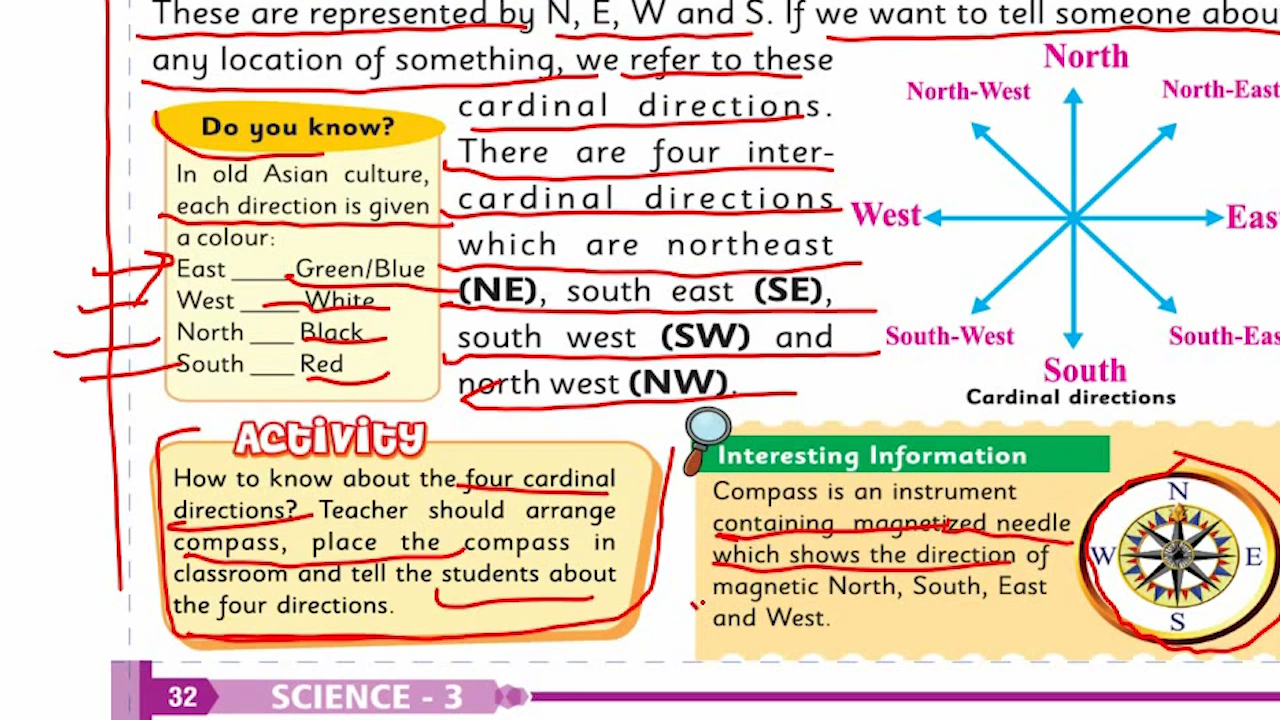 These are represented by N, E, W and S. If we want to tell someone abou
any location of something, we refer to these
cardinal directions.
There are four inter-
cardinal directions
which are northeast
(NE), south east (SE),
south west (SW) and
north west (NW).
Do you know?
In old Asian culture,
each direction is given
a colour:
East ____ Green/Blue
West ____ White
North ___ Black
South ___ Red
North
North-West
North-East
West
East
South-West
South-East
South
Cardinal directions
Activity
How to know about the four cardinal
directions? Teacher should arrange
compass, place the compass in
classroom and tell the students about
the four directions.
Interesting Information
Compass is an instrument
containing magnetized needle
which shows the direction of
magnetic North, South, East
and West.
N
W
E
S
32
SCIENCE - 3